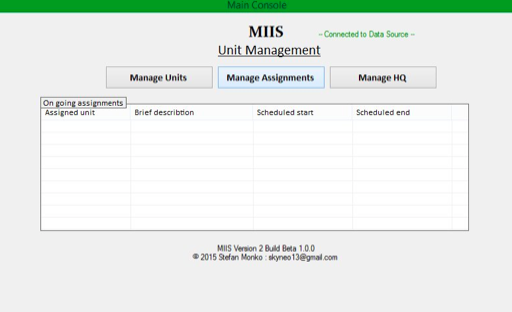 Main Console
MIIS
-- Connected to Data Source --
Unit Management
Manage Units
Manage Assignments
Manage HQ
On going assignments
Assigned unit Brief describtion Scheduled start Scheduled end
MIIS Version 2 Build Beta 1.0.0
© 2015 Stefan Monko : skyneo13@gmail.com